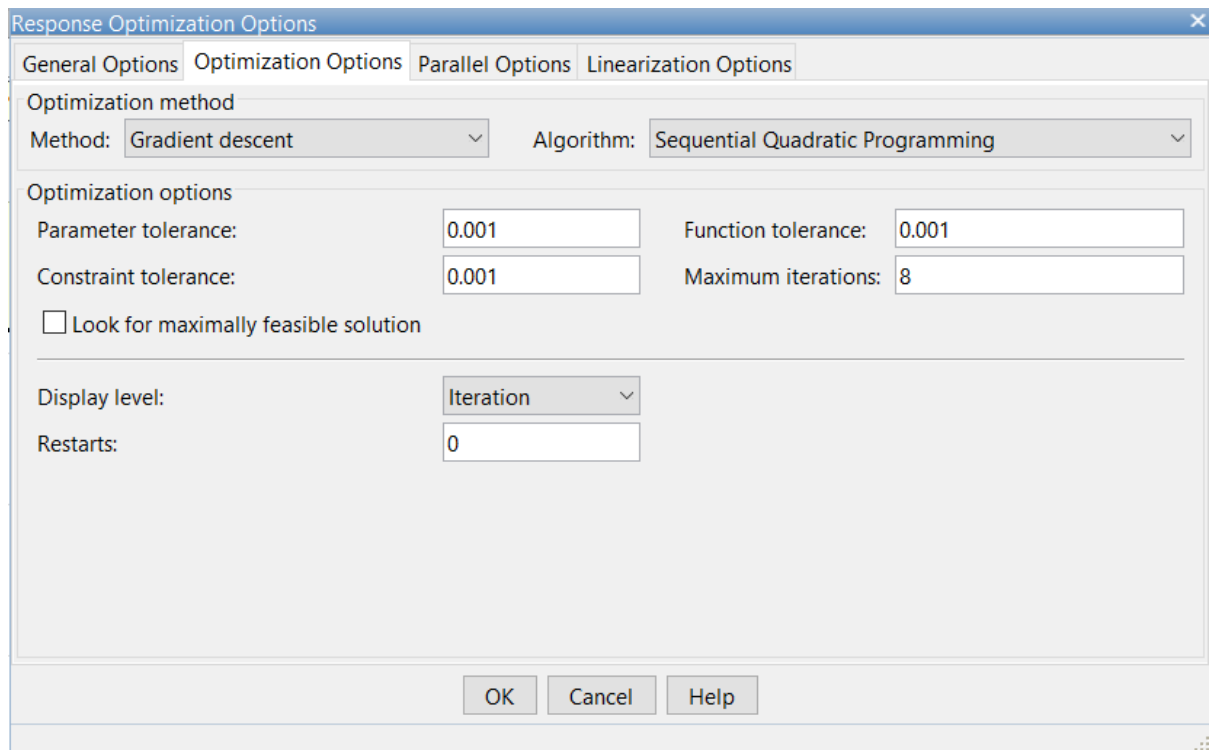 Response Optimization Options
General Options Optimization Options Parallel Options Linearization Options
Optimization method
Method: Gradient descent Algorithm: Sequential Quadratic Programming
Optimization options
Parameter tolerance: 0.001 Function tolerance: 0.001
Constraint tolerance: 0.001 Maximum iterations: 8
Look for maximally feasible solution
Display level: Iteration
Restarts: 0
OK Cancel Help